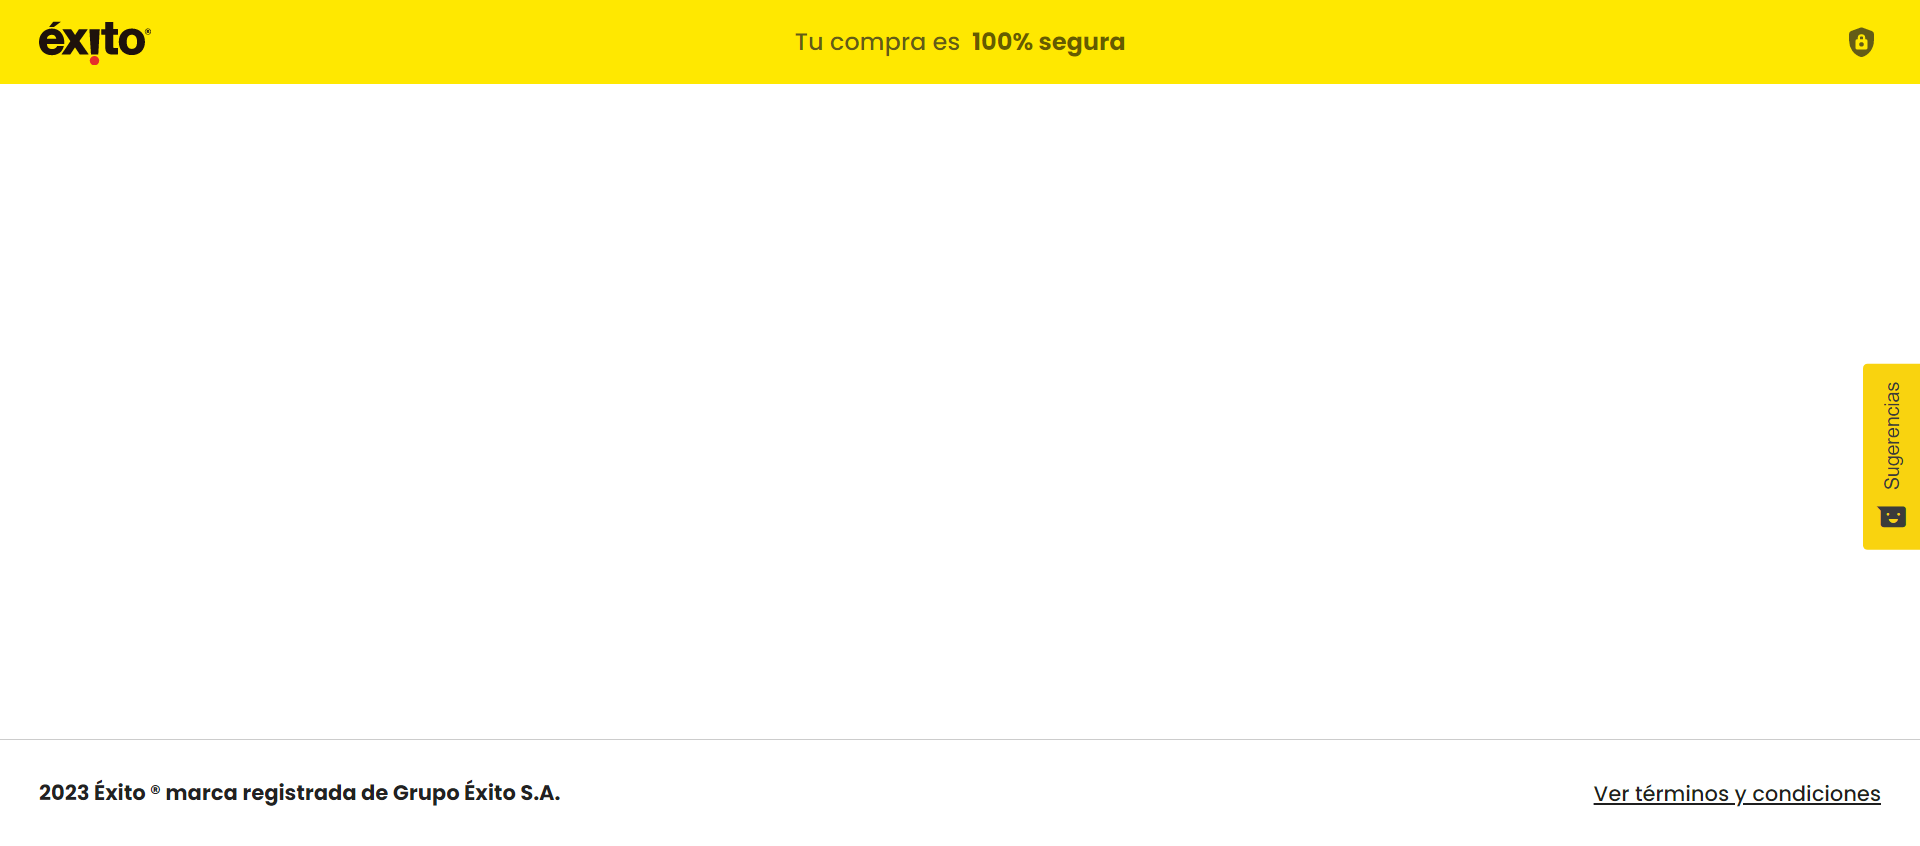 éxito®
Tu compra es 100% segura
Sugerencias
2023 Éxito ® marca registrada de Grupo Éxito S.A.
Ver términos y condiciones